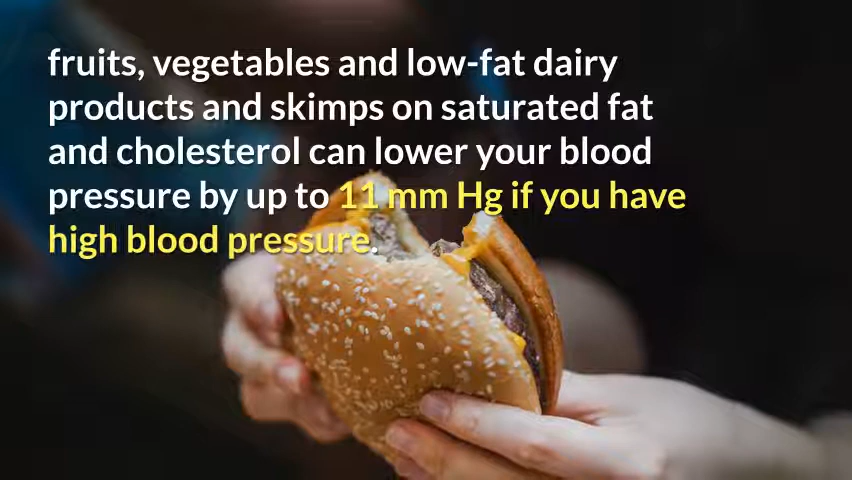 fruits, vegetables and low-fat dairy
products and skimps on saturated fat
and cholesterol can lower your blood
pressure by up to 11 mm Hg if you have
high blood pressure.